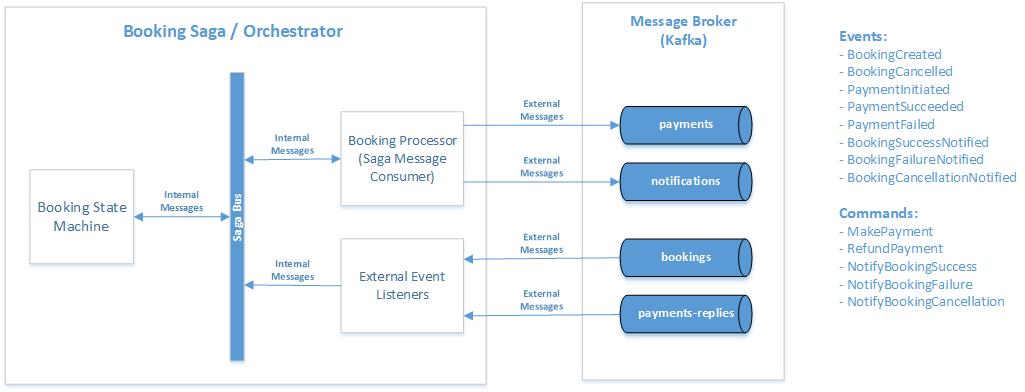 Booking Saga / Orchestrator
Booking State
Machine
Internal
Messages
Saga Bus
Internal
Messages
Booking Processor
(Saga Message
Consumer)
Internal
Messages
External Event
Listeners
External
Messages
External
Messages
External
Messages
External
Messages
Message Broker
(Kafka)
payments
notifications
bookings
payments-replies
Events:
- BookingCreated
- BookingCancelled
- PaymentInitiated
- PaymentSucceeded
- PaymentFailed
- BookingSuccessNotified
- BookingFailureNotified
- BookingCancellationNotified
Commands:
- MakePayment
- RefundPayment
- NotifyBookingSuccess
- NotifyBookingFailure
- NotifyBookingCancellation